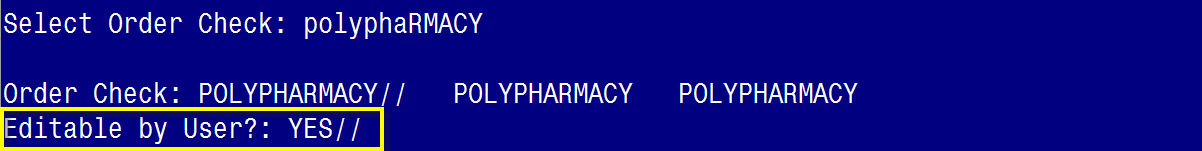 Select Order Check: polyphaRMACY
Order Check: POLYPHARMACY// POLYPHARMACY POLYPHARMACY
Editable by User?: YES//